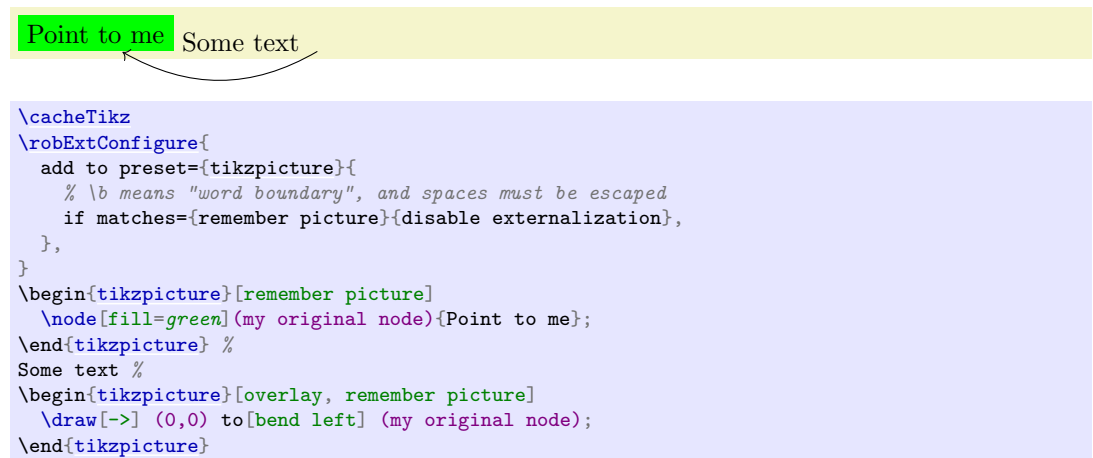 Point to me Some text
\cacheTikz
\robExtConfigure{
  add to preset={tikzpicture}{
    % \b means "word boundary", and spaces must be escaped
    if matches={remember picture}{disable externalization},
  },
}
\begin{tikzpicture}[remember picture]
  \node[fill=green](my original node){Point to me};
\end{tikzpicture} %
Some text %
\begin{tikzpicture}[overlay, remember picture]
  \draw[->] (0,0) to[bend left] (my original node);
\end{tikzpicture}